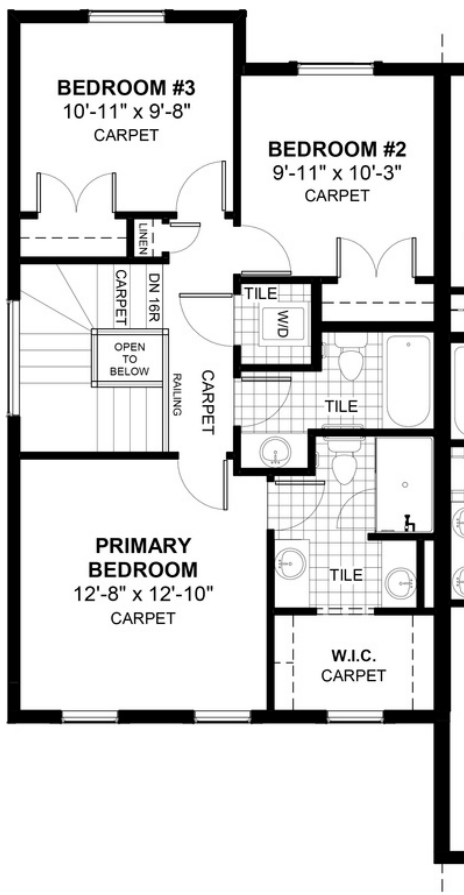 BEDROOM #3
10'-11" x 9'-8"
CARPET
BEDROOM #2
9'-11" x 10'-3"
CARPET
LINEN
CARPET
DN 16R
OPEN
TO
BELOW
RAILING
CARPET
TILE
W/D
TILE
PRIMARY
BEDROOM
12'-8" x 12'-10"
CARPET
TILE
W.I.C.
CARPET